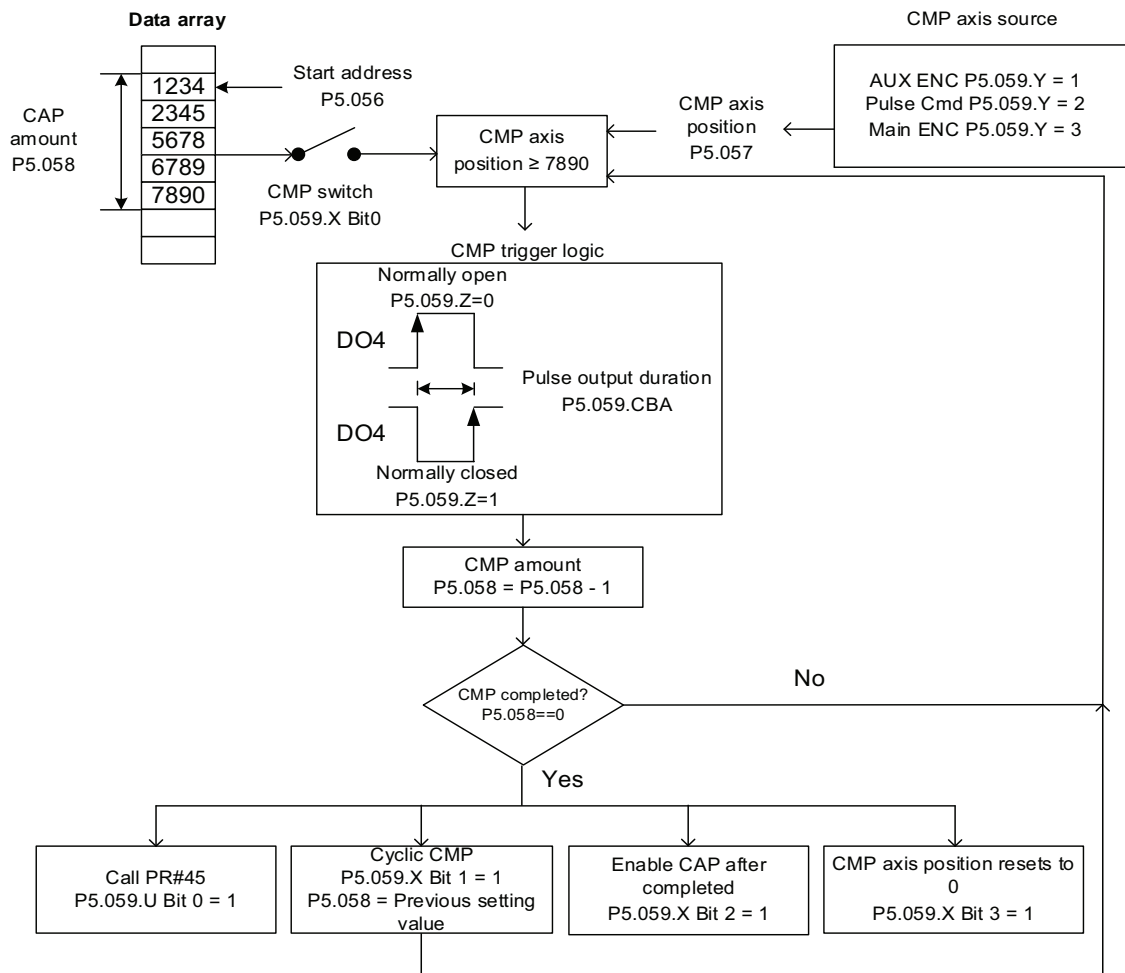 Data array
CMP axis source
1234
2345
5678
6789
7890
CAP
amount
P5.058
Start address
P5.056
CMP switch
P5.059.X Bit0
CMP axis
position ≥ 7890
CMP axis
position
P5.057
AUX ENC P5.059.Y = 1
Pulse Cmd P5.059.Y = 2
Main ENC P5.059.Y = 3
CMP trigger logic
Normally open
P5.059.Z=0
DO4
Pulse output duration
P5.059.CBA
DO4
Normally closed
P5.059.Z=1
CMP amount
P5.058 = P5.058 - 1
CMP completed?
P5.058==0
No
Yes
Call PR#45
P5.059.U Bit 0 = 1
Cyclic CMP
P5.059.X Bit 1 = 1
P5.058 = Previous setting
value
Enable CAP after
completed
P5.059.X Bit 2 = 1
CMP axis position resets to
0
P5.059.X Bit 3 = 1